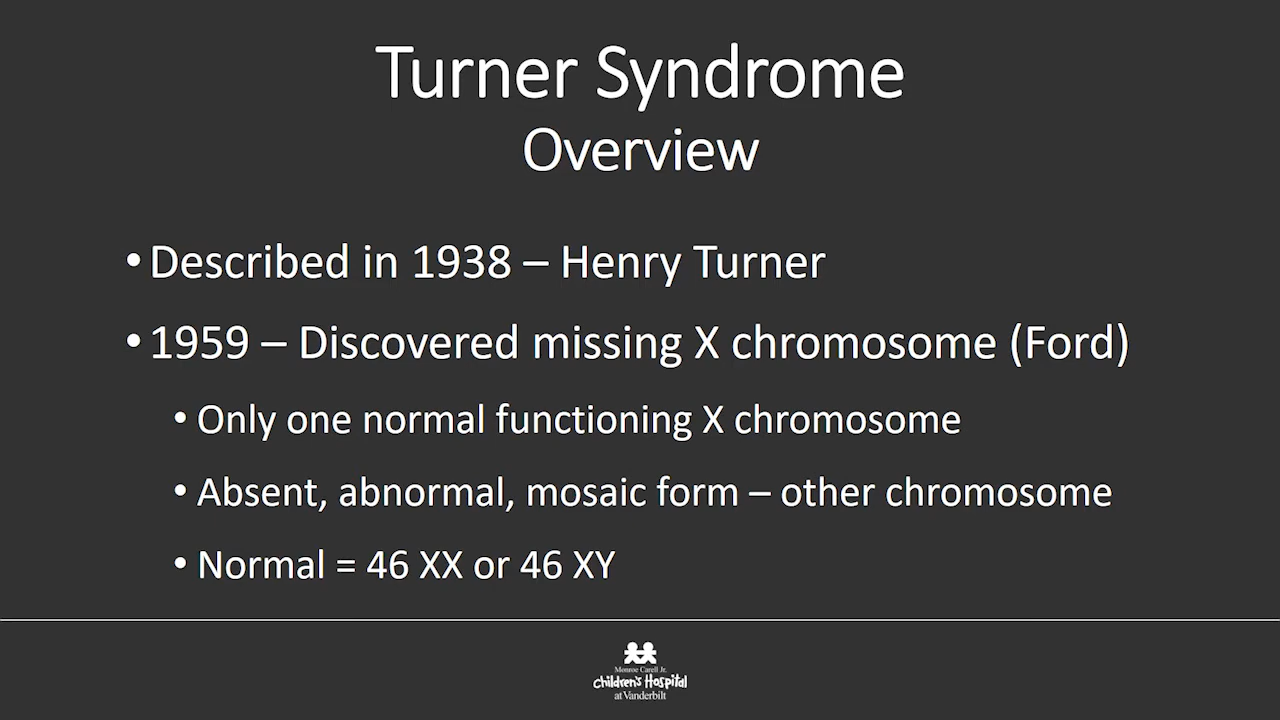 Turner Syndrome
Overview
• Described in 1938 – Henry Turner
• 1959 – Discovered missing X chromosome (Ford)
• Only one normal functioning X chromosome
• Absent, abnormal, mosaic form – other chromosome
• Normal = 46 XX or 46 XY
Monroe Carell Jr.
Children's Hospital
at Vanderbilt